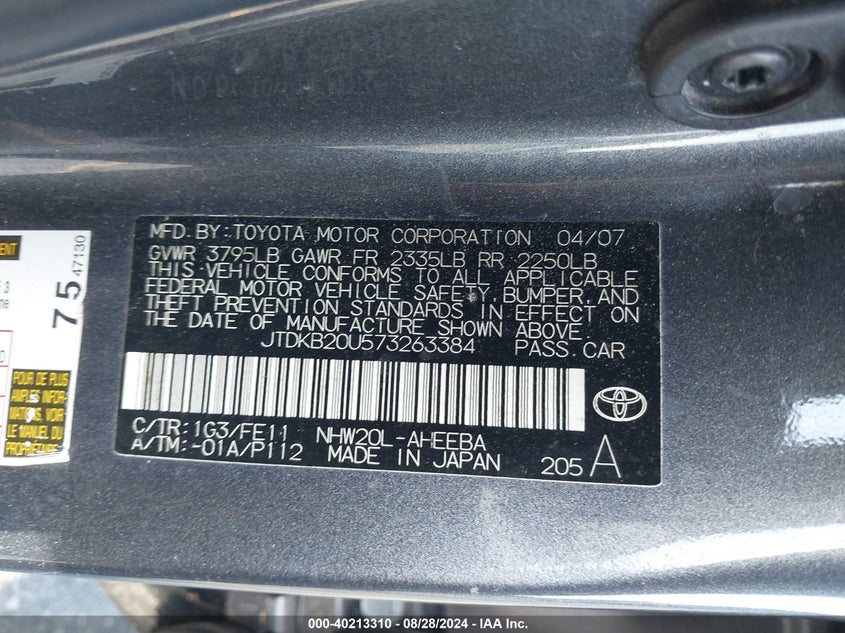 MFD. BY: TOYOTA MOTOR CORPORATION 04/07
GVWR 3795LB GAWR FR 2335LB RR 2250LB
THIS VEHICLE CONFORMS TO ALL APPLICABLE
FEDERAL MOTOR VEHICLE SAFETY, BUMPER, AND
THEFT PREVENTION STANDARDS IN EFFECT ON
THE DATE OF MANUFACTURE SHOWN ABOVE.
JTDKB20U573263384 PASS. CAR
C/TR: 1G3/FE11 NHW20L-AHEEBA
A/TM: -01A/P112 MADE IN JAPAN 205 A
75 47130
POUR DE PLUS
AMPLES INFOR-
MATIONS, VOIR
LE MANUEL DU
PROPRIETAIRE
000-40213310 - 08/28/2024 - IAA Inc.